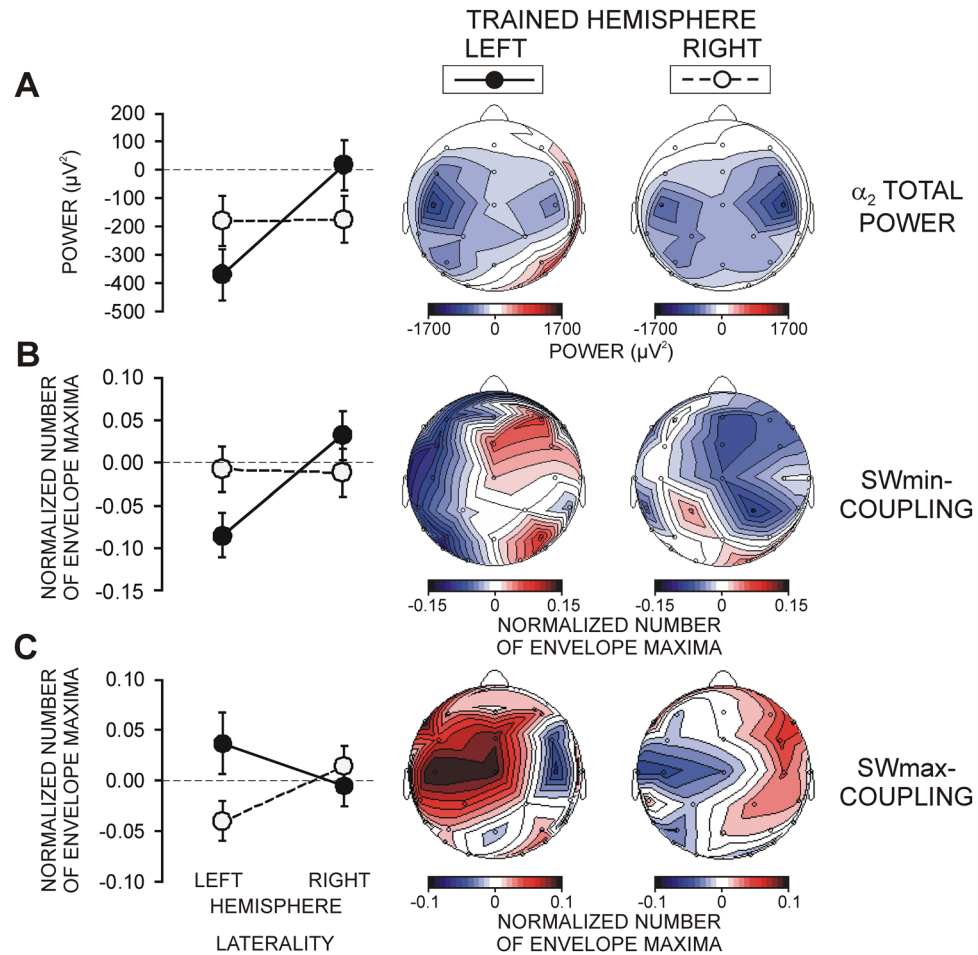 TRAINED HEMISPHERE
LEFT RIGHT
A
200
100
0
-100
-200
-300
-400
-500
POWER (µV²)
α₂ TOTAL
POWER
-1700 0 1700 -1700 0 1700
POWER (µV²)
B
0.10
0.05
0.00
-0.05
-0.10
-0.15
NORMALIZED NUMBER
OF ENVELOPE MAXIMA
SWmin-
COUPLING
-0.15 0 0.15 -0.15 0 0.15
NORMALIZED NUMBER
OF ENVELOPE MAXIMA
C
0.10
0.05
0.00
-0.05
-0.10
NORMALIZED NUMBER
OF ENVELOPE MAXIMA
SWmax-
COUPLING
LEFT RIGHT
HEMISPHERE
LATERALITY
-0.1 0 0.1 -0.1 0 0.1
NORMALIZED NUMBER
OF ENVELOPE MAXIMA